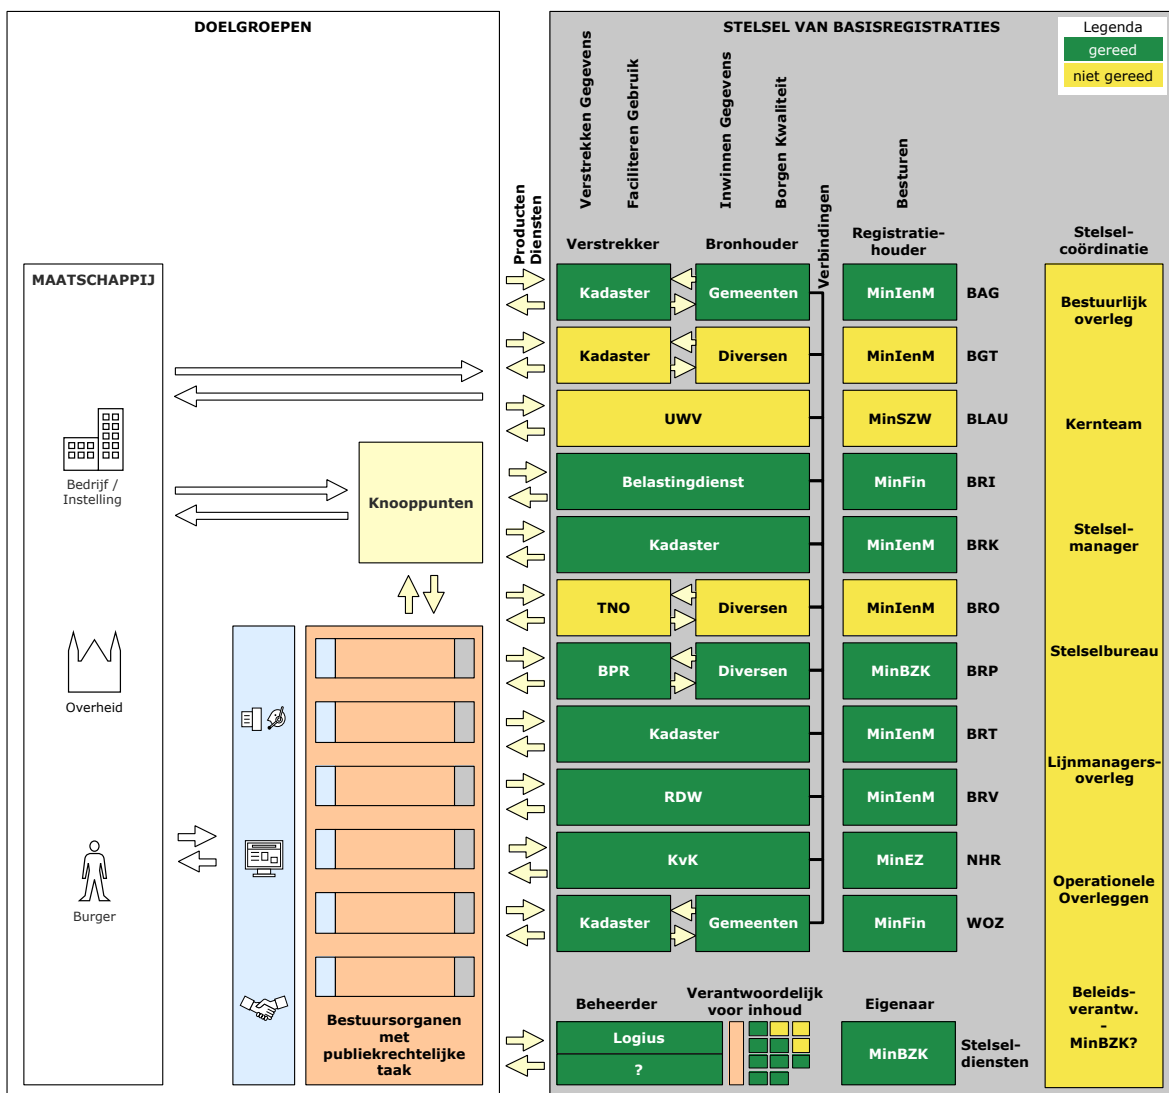 DOELGROEPEN
MAATSCHAPPIJ
Bedrijf /
Instelling
Overheid
Burger
Knooppunten
Bestuursorganen
met
publiekrechtelijke
taak
Producten
Diensten
STELSEL VAN BASISREGISTRATIES
Legenda
gereed
niet gereed
Verstrekken Gegevens
Faciliteren Gebruik
Inwinnen Gegevens
Borgen Kwaliteit
Verbindingen
Besturen
Verstrekker
Bronhouder
Registratie-
houder
Stelsel-
coördinatie
Kadaster
Gemeenten
MinIenM
BAG
Kadaster
Diversen
MinIenM
BGT
UWV
MinSZW
BLAU
Belastingdienst
MinFin
BRI
Kadaster
MinIenM
BRK
TNO
Diversen
MinIenM
BRO
BPR
Diversen
MinBZK
BRP
Kadaster
MinIenM
BRT
RDW
MinIenM
BRV
KvK
MinEZ
NHR
Kadaster
Gemeenten
MinFin
WOZ
Beheerder
Verantwoordelijk
voor inhoud
Eigenaar
Logius
?
MinBZK
Stelsel-
diensten
Bestuurlijk
overleg
Kernteam
Stelsel-
manager
Stelselbureau
Lijnmanagers-
overleg
Operationele
Overleggen
Beleids-
verantw.
-
MinBZK?